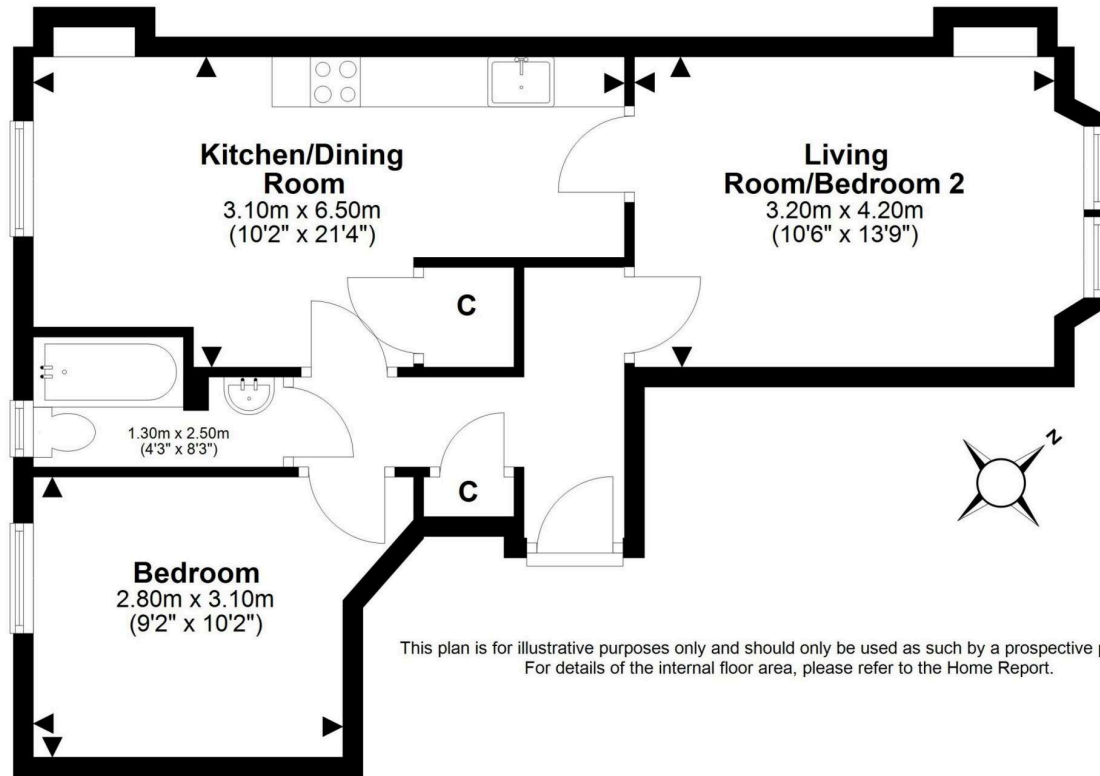 Kitchen/Dining
Room
3.10m x 6.50m
(10'2" x 21'4")
Living
Room/Bedroom 2
3.20m x 4.20m
(10'6" x 13'9")
C
1.30m x 2.50m
(4'3" x 8'3")
C
N
Bedroom
2.80m x 3.10m
(9'2" x 10'2")
This plan is for illustrative purposes only and should only be used as such by a prospective
For details of the internal floor area, please refer to the Home Report.